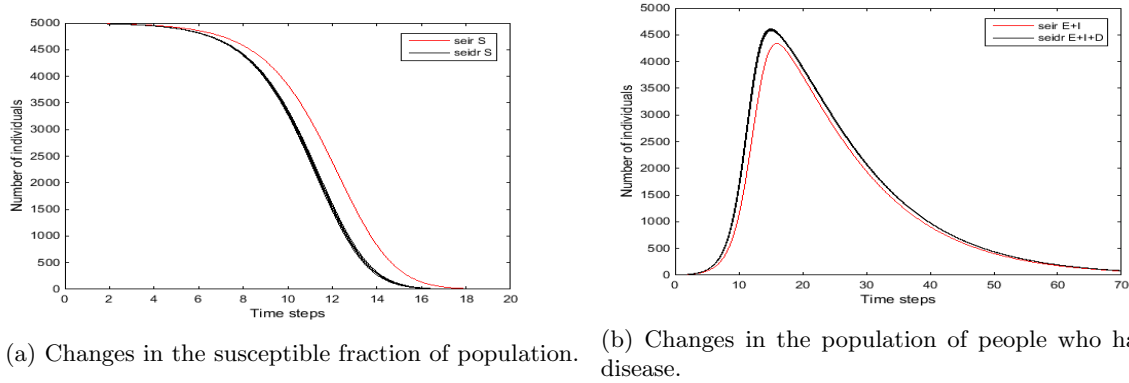 5000
4500
4000
3500
3000
2500
2000
1500
1000
500
0
Number of individuals
seir S
seidr S
0 2 4 6 8 10 12 14 16 18 20
Time steps
(a) Changes in the susceptible fraction of population.
5000
4500
4000
3500
3000
2500
2000
1500
1000
500
0
Number of individuals
seir E+I
seidr E+I+D
0 10 20 30 40 50 60 70
Time steps
(b) Changes in the population of people who ha
disease.